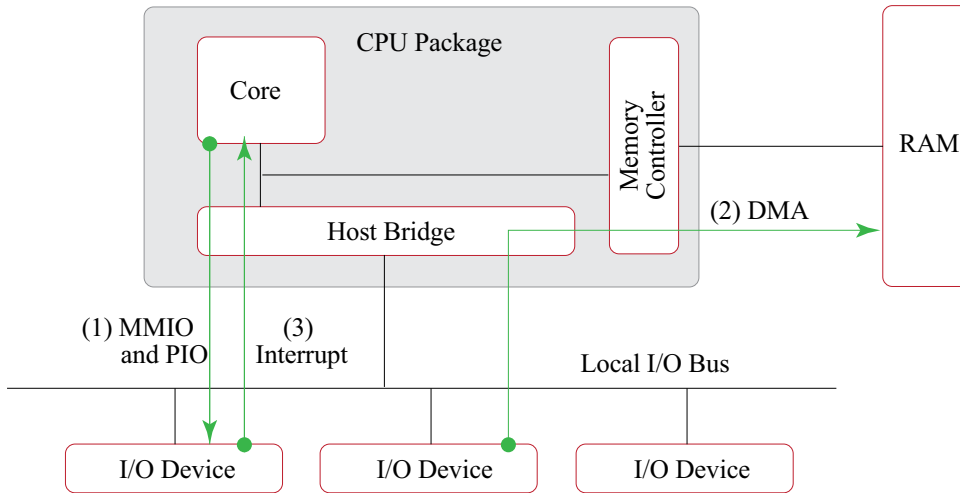 CPU Package
Core
Memory
Controller
RAM
Host Bridge
(2) DMA
(1) MMIO
and PIO
(3)
Interrupt
Local I/O Bus
I/O Device
I/O Device
I/O Device